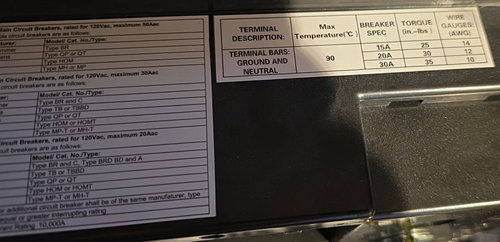 ain Circuit Breakers, rated for 120Vac, maximum 50Aac
circuit breakers are as follows:
Model/ Cat. No./Type:
Type BR
Type QP or QT
Type HOM
Type MH or MP
Circuit Breakers, rated for 120Vac, maximum 30Aac
circuit breakers are as follows:
Model/ Cat. No./Type:
Type BR and C
Type TB or TBBD
Type QP or QT
Type HOM or HOMT
Type MP-T or MH-T
Circuit Breakers, rated for 120Vac, maximum 20Aac
cuit breakers are as follows:
Model/ Cat. No./Type:
Type BR and C, Type BRD BD and A
Type TB or TBBD
Type QP or QT
Type HOM or HOMT
Type MP-T or MH-T
or additional circuit breaker shall be of the same manufacturer, type
equal or greater interrupting rating.
ent Rating: 10,000A
TERMINAL DESCRIPTION: Max Temperature(℃) BREAKER SPEC TORQUE (in.-lbs) WIRE GAUGES: (AWG)
TERMINAL BARS: GROUND AND NEUTRAL 90
15A 25 14
20A 30 12
30A 35 10